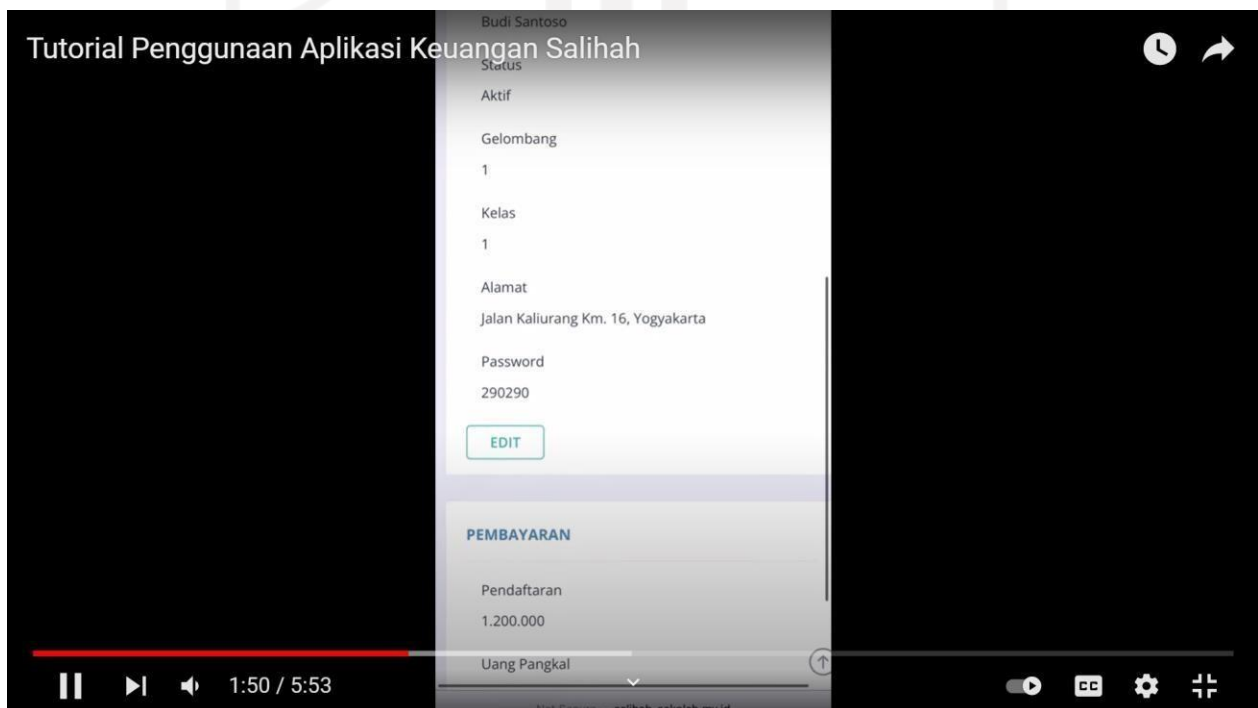 Budi Santoso
Tutorial Penggunaan Aplikasi Keuangan Salihah
Status
Aktif
Gelombang
1
Kelas
1
Alamat
Jalan Kaliurang Km. 16, Yogyakarta
Password
290290
EDIT
PEMBAYARAN
Pendaftaran
1.200.000
Uang Pangkal
1:50 / 5:53
CC